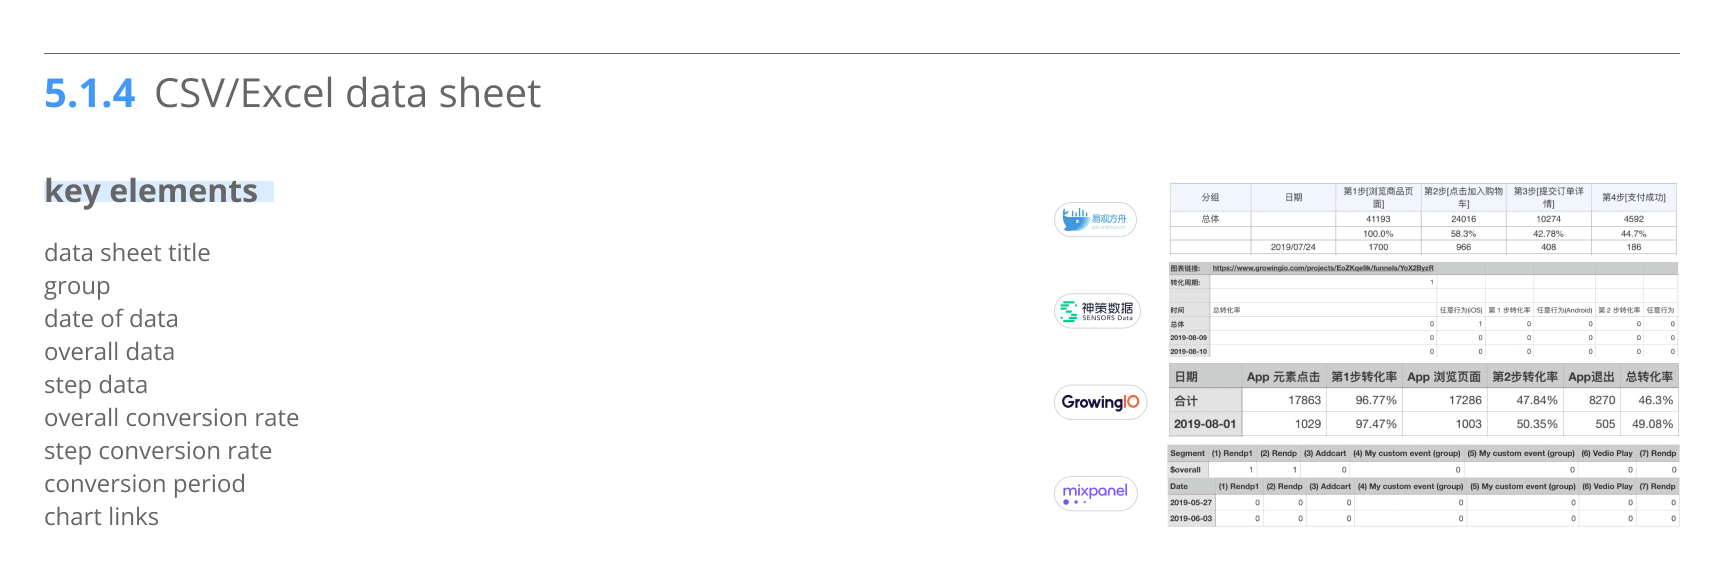 5.1.4 CSV/Excel data sheet
key elements
data sheet title
group
date of data
overall data
step data
overall conversion rate
step conversion rate
conversion period
chart links
易观方舟
神策数据
SENSORS Data
GrowingIO
mixpanel
分组 日期 第1步[浏览商品页面] 第2步[点击加入购物车] 第3步[提交订单详情] 第4步[支付成功]
总体 41193 24016 10274 4592
100.0% 58.3% 42.78% 44.7%
2019/07/24 1700 966 408 186
图表链接: https://www.growingio.com/projects/EoZKqe9k/funnels/YoX2ByzR
转化周期: 1
时间 总转化率 任意行为(iOS) 第 1 步转化率 任意行为(Android) 第 2 步转化率 任意行为
总体 0 1 0 0 0 0
2019-08-09 0 0 0 0 0 0
2019-08-10 0 0 0 0 0 0
日期 App 元素点击 第1步转化率 App 浏览页面 第2步转化率 App退出 总转化率
合计 17863 96.77% 17286 47.84% 8270 46.3%
2019-08-01 1029 97.47% 1003 50.35% 505 49.08%
Segment (1) Rendp1 (2) Rendp (3) Addcart (4) My custom event (group) (5) My custom event (group) (6) Vedio Play (7) Rendp
$overall 1 1 0 0 0 0 0
Date (1) Rendp1 (2) Rendp (3) Addcart (4) My custom event (group) (5) My custom event (group) (6) Vedio Play (7) Rendp
2019-05-27 0 0 0 0 0 0 0
2019-06-03 0 0 0 0 0 0 0